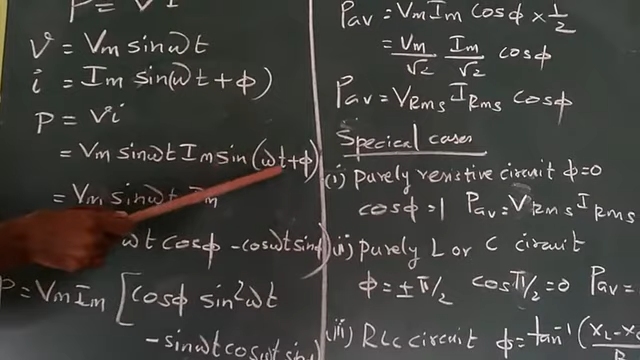 P = VI
v = Vm sinωt
i = Im sin(ωt + ϕ)
P = vi
= Vm sinωt Im sin(ωt+ϕ)
= Vm sinωt Im
ωt cosϕ - cosωt sinϕ)
P = Vm Im [cosϕ sin²ωt
- sinωt cosωt sinϕ
Pav = Vm Im cosϕ × 1/2
= Vm/√2 Im/√2 cosϕ
Pav = VRms IRms cosϕ
Specical cases
(i) Purely resistive circuit ϕ=0
cosϕ=1 Pav = VRms IRms
(ii) Purely L or C circuit
ϕ = ± π/2 cos π/2 = 0 Pav =
(iii) RLc circuit ϕ = tan⁻¹ (XL - Xc
R